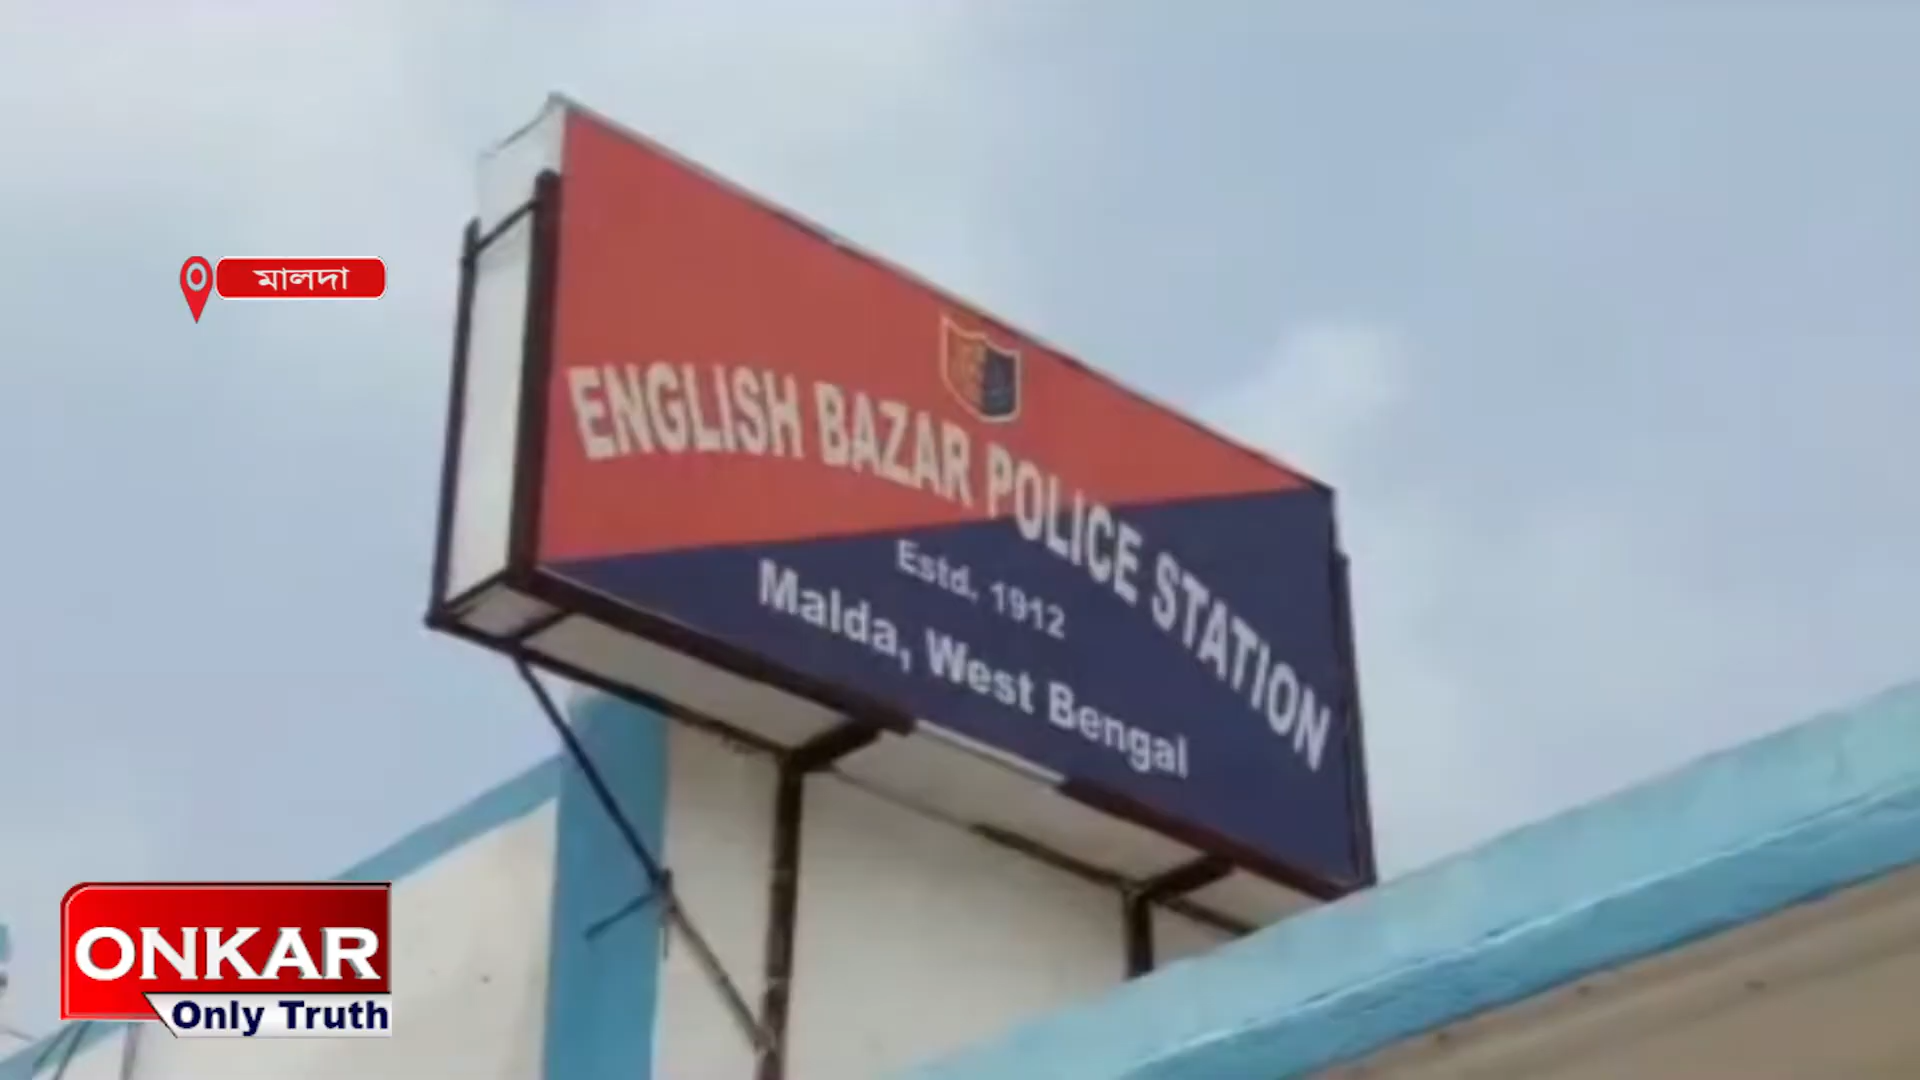 মালদা
ENGLISH BAZAR POLICE STATION
Estd. 1912
Malda, West Bengal
ONKAR
Only Truth